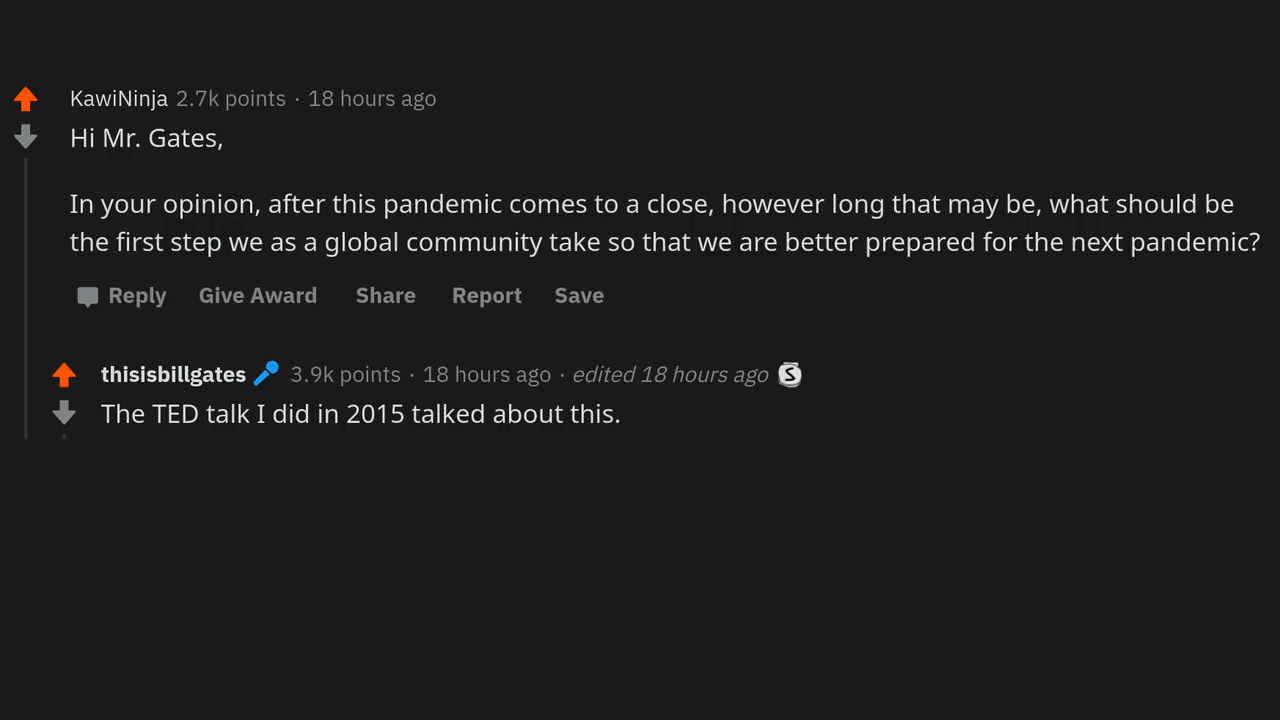 KawiNinja 2.7k points · 18 hours ago
Hi Mr. Gates,
In your opinion, after this pandemic comes to a close, however long that may be, what should be
the first step we as a global community take so that we are better prepared for the next pandemic?
Reply Give Award Share Report Save
thisisbillgates 3.9k points · 18 hours ago · edited 18 hours ago S
The TED talk I did in 2015 talked about this.